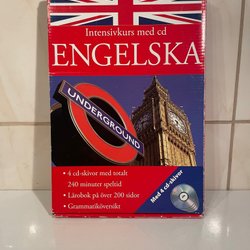 Intensivkurs med cd
ENGELSKA
UNDERGROUND
• 4 cd-skivor med totalt
240 minuter speltid
• Lärobok på över 200 sidor
• Grammatiköversikt
Med 4 cd-skivor